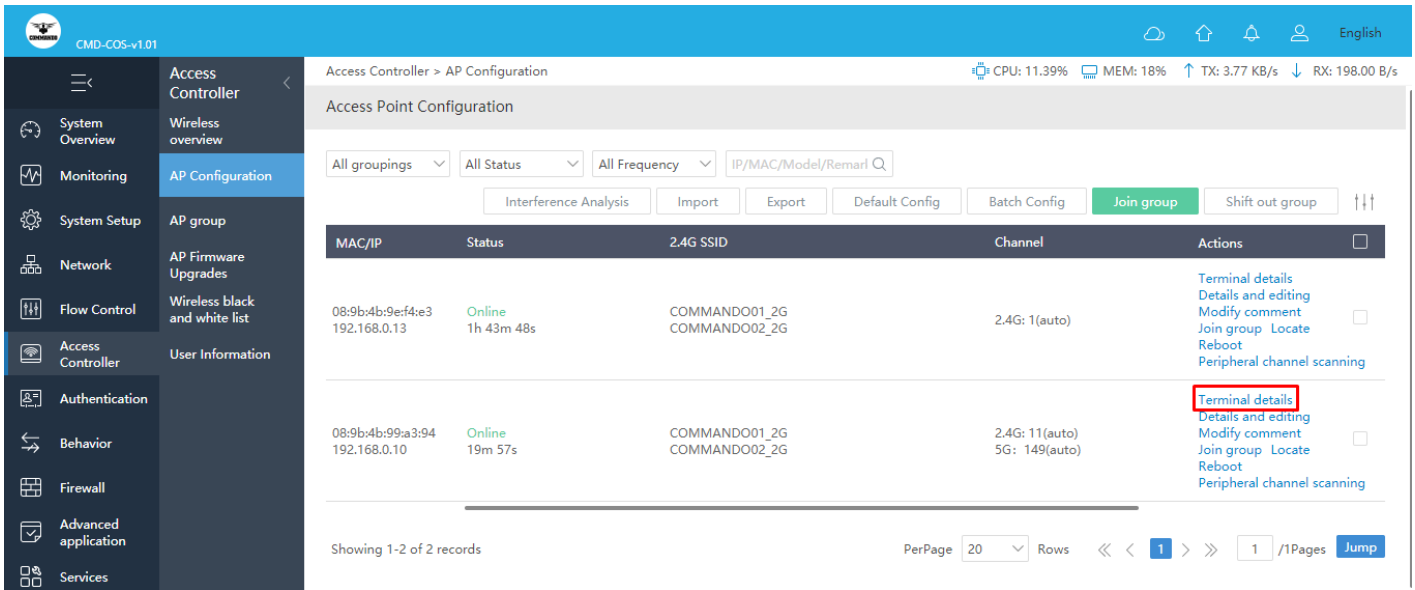 COMMANDO
CMD-COS-v1.01
English
Access Controller
Access Controller > AP Configuration
CPU: 11.39%
MEM: 18%
TX: 3.77 KB/s
RX: 198.00 B/s
System Overview
Monitoring
System Setup
Network
Flow Control
Access Controller
Authentication
Behavior
Firewall
Advanced application
Services
Wireless overview
AP Configuration
AP group
AP Firmware Upgrades
Wireless black and white list
User Information
Access Point Configuration
All groupings
All Status
All Frequency
IP/MAC/Model/Remarl
Interference Analysis
Import
Export
Default Config
Batch Config
Join group
Shift out group
MAC/IP
Status
2.4G SSID
Channel
Actions
08:9b:4b:9e:f4:e3
192.168.0.13
Online
1h 43m 48s
COMMANDO01_2G
COMMANDO02_2G
2.4G: 1(auto)
Terminal details
Details and editing
Modify comment
Join group Locate
Reboot
Peripheral channel scanning
08:9b:4b:99:a3:94
192.168.0.10
Online
19m 57s
COMMANDO01_2G
COMMANDO02_2G
2.4G: 11(auto)
5G: 149(auto)
Terminal details
Details and editing
Modify comment
Join group Locate
Reboot
Peripheral channel scanning
Showing 1-2 of 2 records
PerPage 20 Rows
1
1 /1Pages
Jump